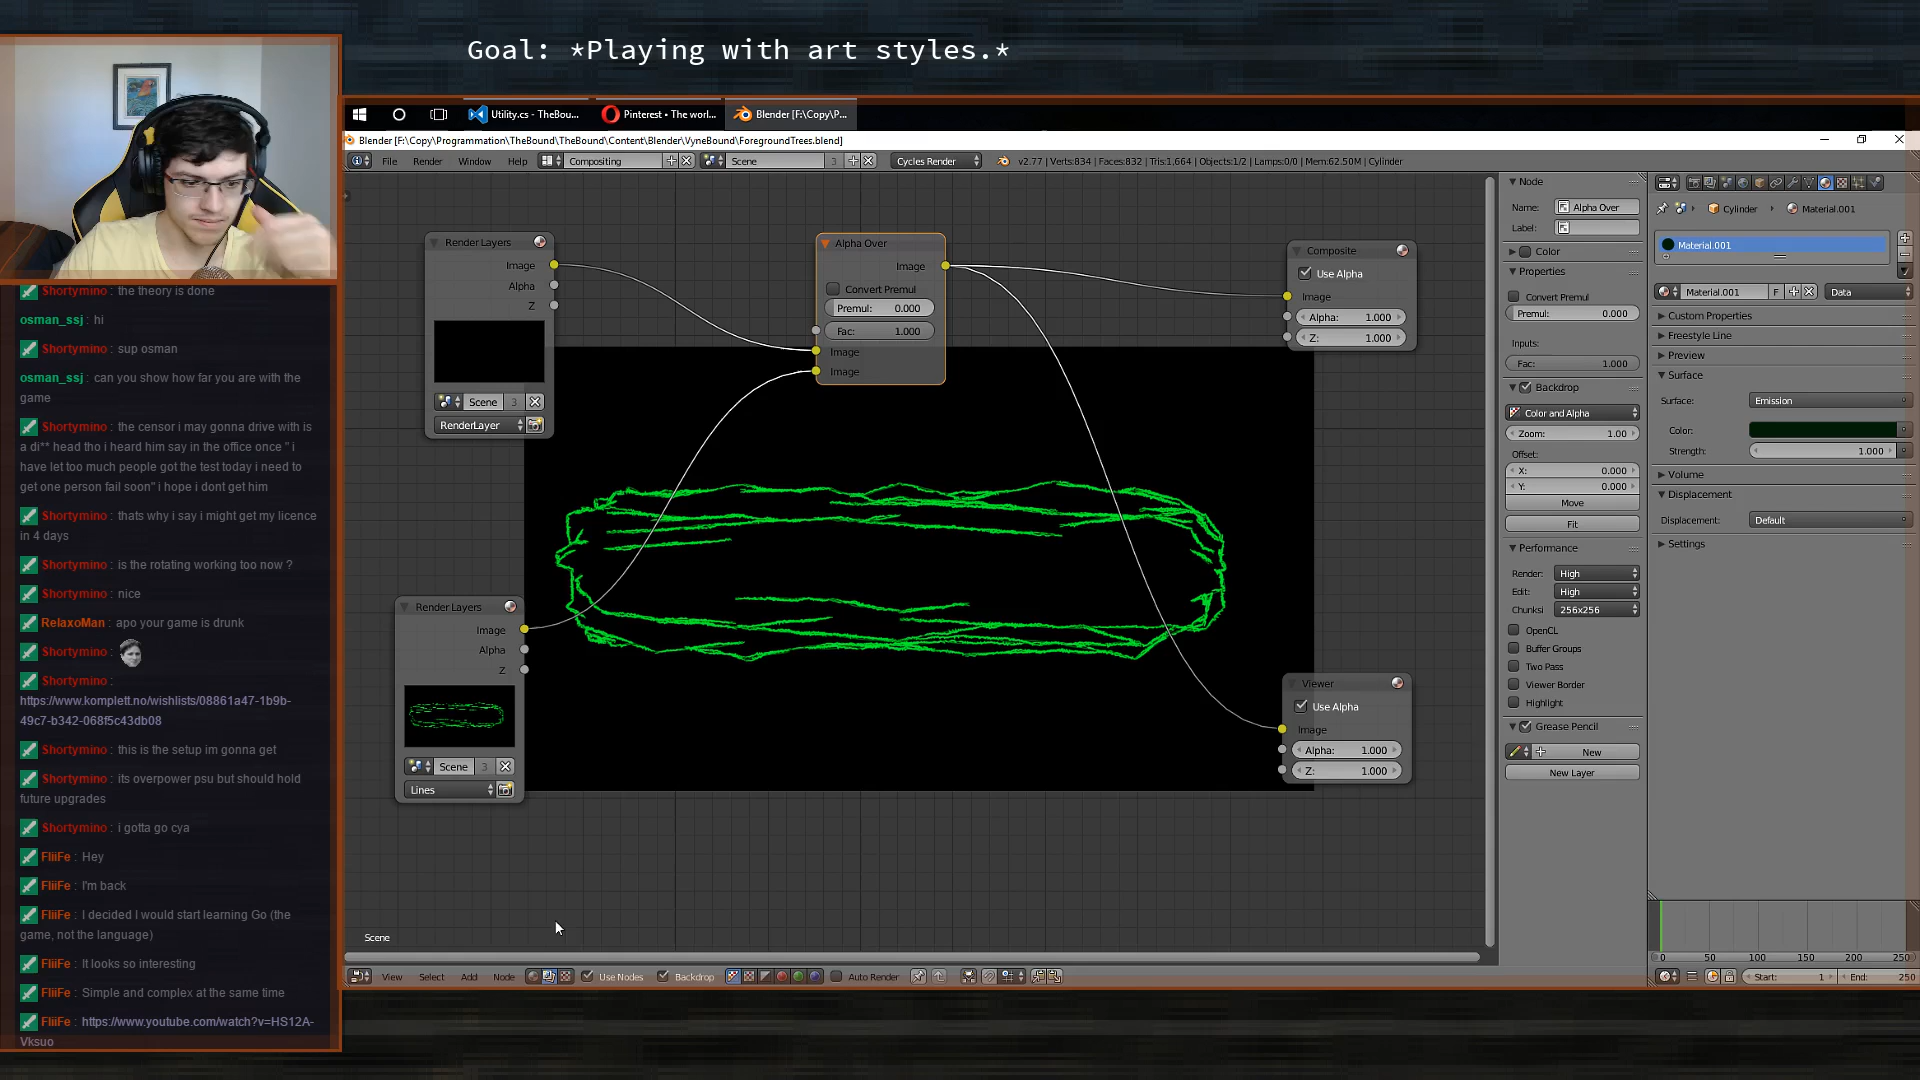 Goal: *Playing with art styles.*
Utility.cs - TheBou...
Pinterest • The worl...
Blender [F:\Copy\P...
Blender [F:\Copy\Programmation\TheBound\TheBound\Content\Blender\VyneBound\ForegroundTrees.blend]
File Render Window Help Compositing Scene 3 Cycles Render v2.77 | Verts:834 | Faces:832 | Tris:1,664 | Objects:1/2 | Lamps:0/0 | Mem:62.50M | Cylinder
Shortymino : the theory is done
osman_ssj : hi
Shortymino : sup osman
osman_ssj : can you show how far you are with the
game
Shortymino : the censor i may gonna drive with is
a di** head tho i heard him say in the office once " i
have let too much people got the test today i need to
get one person fail soon" i hope i dont get him
Shortymino : thats why i say i might get my licence
in 4 days
Shortymino : is the rotating working too now ?
Shortymino : nice
RelaxoMan : apo your game is drunk
Shortymino :
Shortymino :
https://www.komplett.no/wishlists/08861a47-1b9b-
49c7-b342-068f5c43db08
Shortymino : this is the setup im gonna get
Shortymino : its overpower psu but should hold
future upgrades
Shortymino : i gotta go cya
FliiFe : Hey
FliiFe : I'm back
FliiFe : I decided I would start learning Go (the
game, not the language)
FliiFe : It looks so interesting
FliiFe : Simple and complex at the same time
FliiFe : https://www.youtube.com/watch?v=HS12A-
Vksuo
Render Layers
Image
Alpha
Z
Scene 3
RenderLayer
Render Layers
Image
Alpha
Z
Scene 3
Lines
Alpha Over
Image
Convert Premul
Premul: 0.000
Fac: 1.000
Image
Image
Composite
Use Alpha
Image
Alpha: 1.000
Z: 1.000
Viewer
Use Alpha
Image
Alpha: 1.000
Z: 1.000
Scene
View Select Add Node Use Nodes Backdrop Auto Render
Node
Name: Alpha Over
Label:
Color
Properties
Convert Premul
Premul: 0.000
Inputs:
Fac: 1.000
Backdrop
Color and Alpha
Zoom: 1.00
Offset:
X: 0.000
Y: 0.000
Move
Fit
Performance
Render: High
Edit: High
Chunksi 256x256
OpenCL
Buffer Groups
Two Pass
Viewer Border
Highlight
Grease Pencil
New
New Layer
Cylinder Material.001
Material.001
Material.001 F Data
Custom Properties
Freestyle Line
Preview
Surface
Surface: Emission
Color:
Strength: 1.000
Volume
Displacement
Displacement: Default
Settings
0 50 100 150 200 250
Start: 1 End: 250